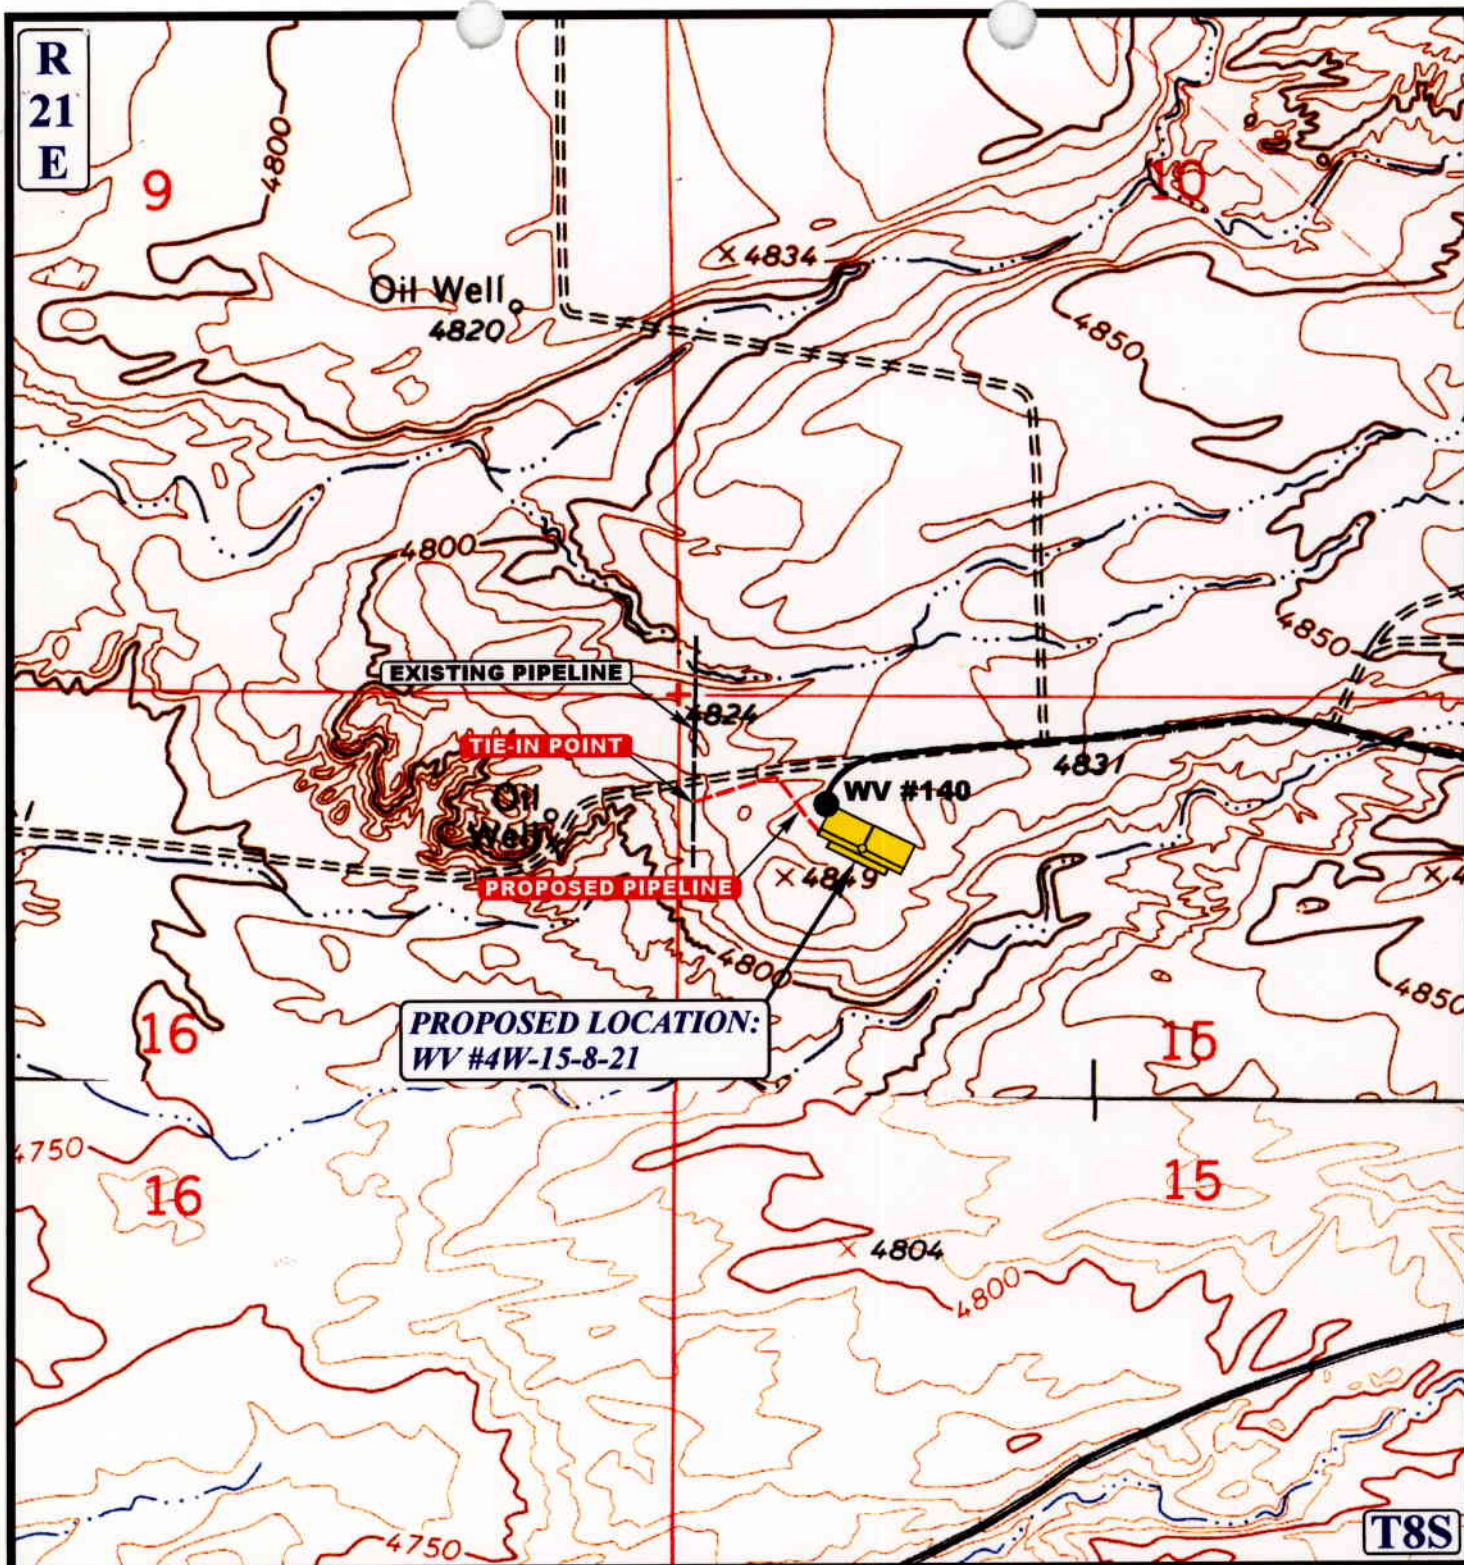 R
21
E
9
4800
10
× 4834
Oil Well
4820
4850
4800
4850
EXISTING PIPELINE
4824
TIE-IN POINT
4831
Oil
Well
WV #140
PROPOSED PIPELINE
× 4849
4800
4850
PROPOSED LOCATION:
WV #4W-15-8-21
16
15
4750
16
15
× 4804
4800
4750
T8S